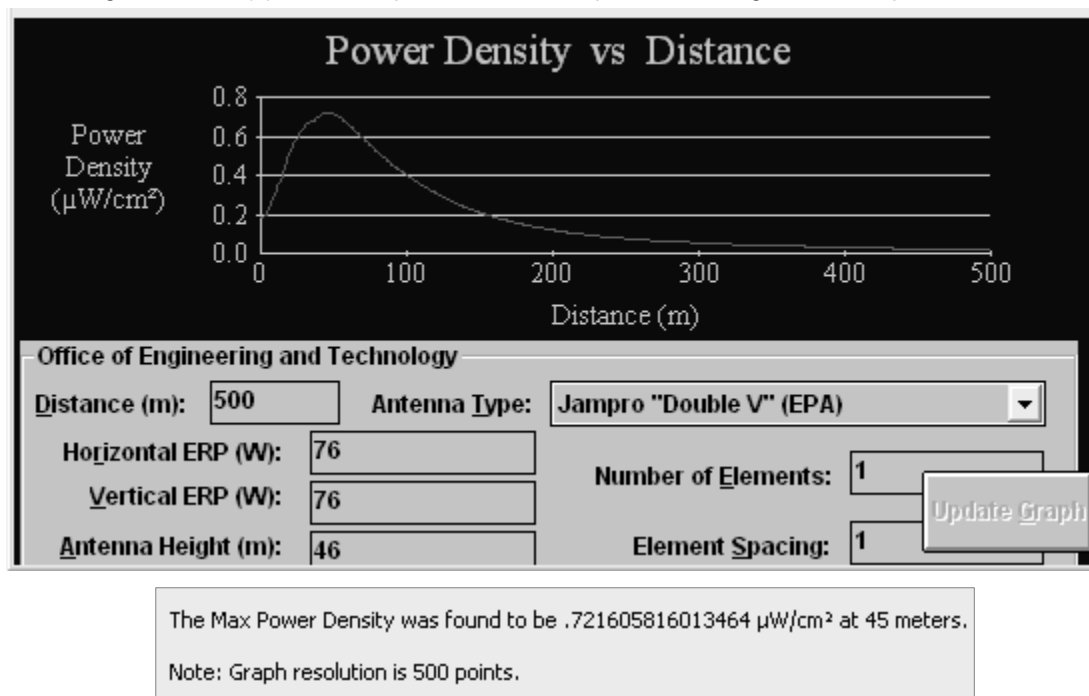 Power Density vs Distance
Power
Density
(µW/cm²)
0.8
0.6
0.4
0.2
0.0
0 100 200 300 400 500
Distance (m)
Office of Engineering and Technology
Distance (m): 500 Antenna Type: Jampro "Double V" (EPA)
Horizontal ERP (W): 76 Number of Elements: 1
Vertical ERP (W): 76 Update Graph
Antenna Height (m): 46 Element Spacing: 1
The Max Power Density was found to be .721605816013464 µW/cm² at 45 meters.
Note: Graph resolution is 500 points.